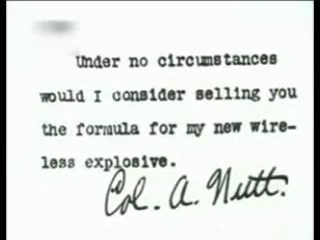 Under no circumstances
would I consider selling you
the formula for my new wire-
less explosive.
Col. A. Nutt.